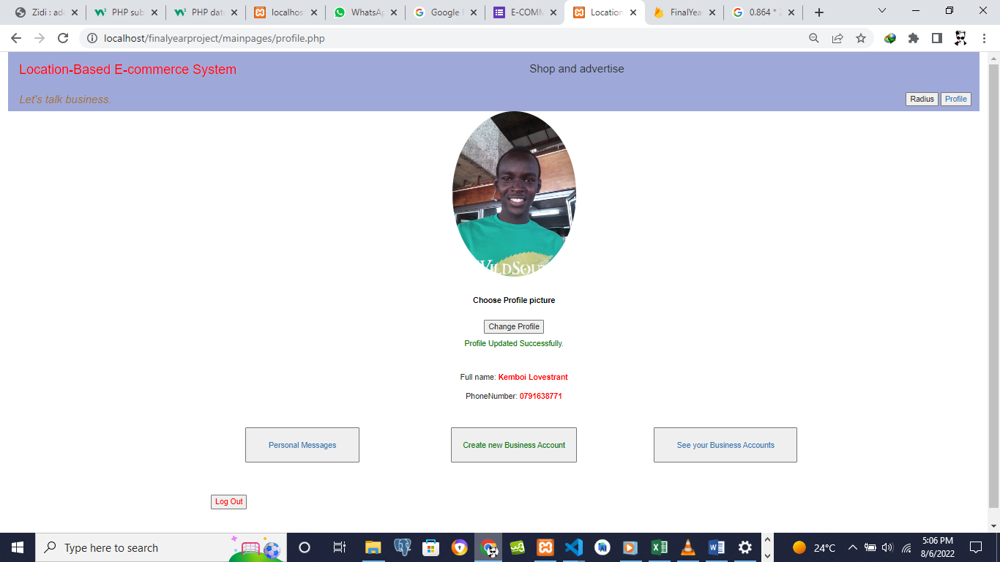 Zidi : ad
PHP sub
PHP dat
localhos
WhatsA
Google
E-COMM
Location
FinalYea
0.864 *
localhost/finalyearproject/mainpages/profile.php
Location-Based E-commerce System
Shop and advertise
Let's talk business.
Radius Profile
WILDSOU
Choose Profile picture
Change Profile
Profile Updated Successfully.
Full name: Kemboi Lovestrant
PhoneNumber: 0791638771
Personal Messages
Create new Business Account
See your Business Accounts
Log Out
Type here to search
24°C
5:06 PM
8/6/2022